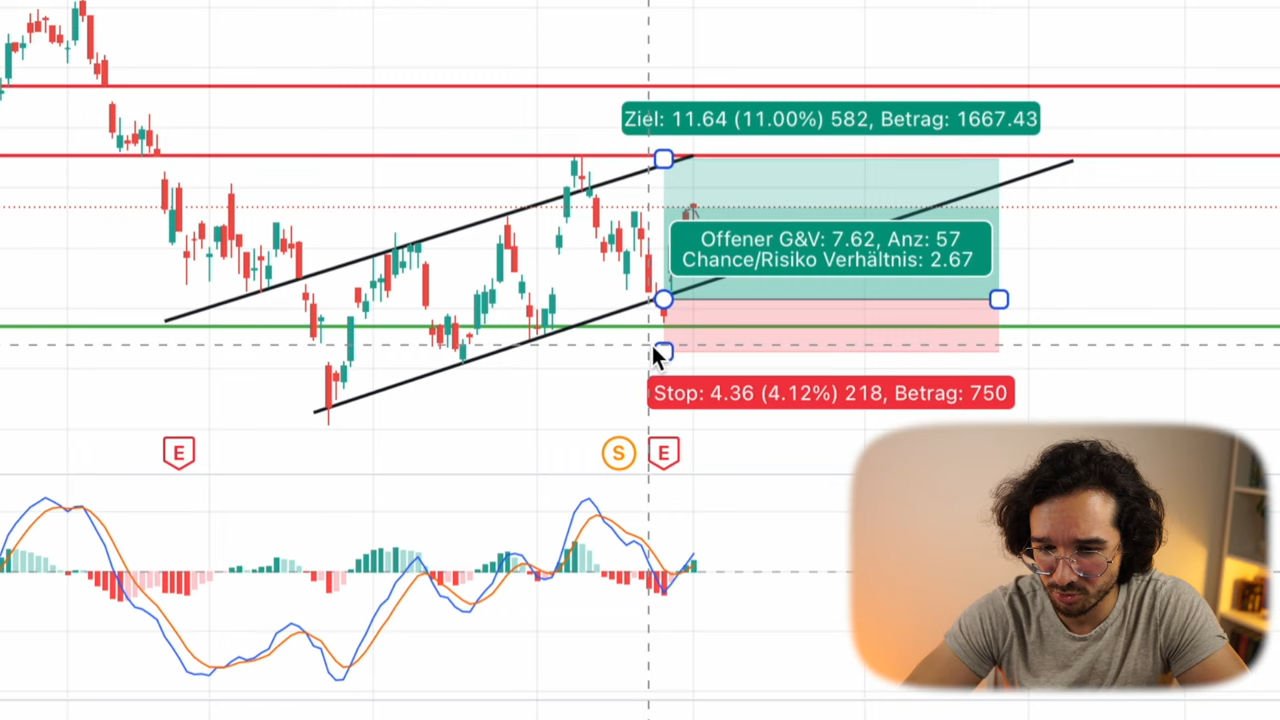 Ziel: 11.64 (11.00%) 582, Betrag: 1667.43
Offener G&V: 7.62, Anz: 57
Chance/Risiko Verhältnis: 2.67
Stop: 4.36 (4.12%) 218, Betrag: 750
E
S
E